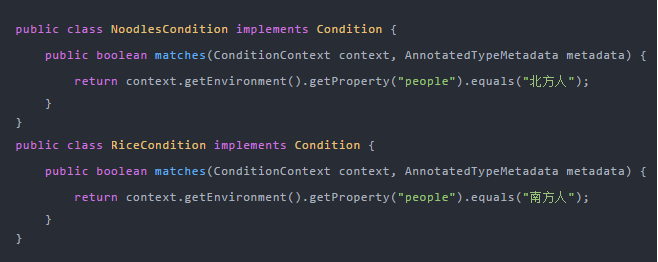 public class NoodlesCondition implements Condition {
    public boolean matches(ConditionContext context, AnnotatedTypeMetadata metadata) {
        return context.getEnvironment().getProperty("people").equals("北方人");
    }
}
public class RiceCondition implements Condition {
    public boolean matches(ConditionContext context, AnnotatedTypeMetadata metadata) {
        return context.getEnvironment().getProperty("people").equals("南方人");
    }
}